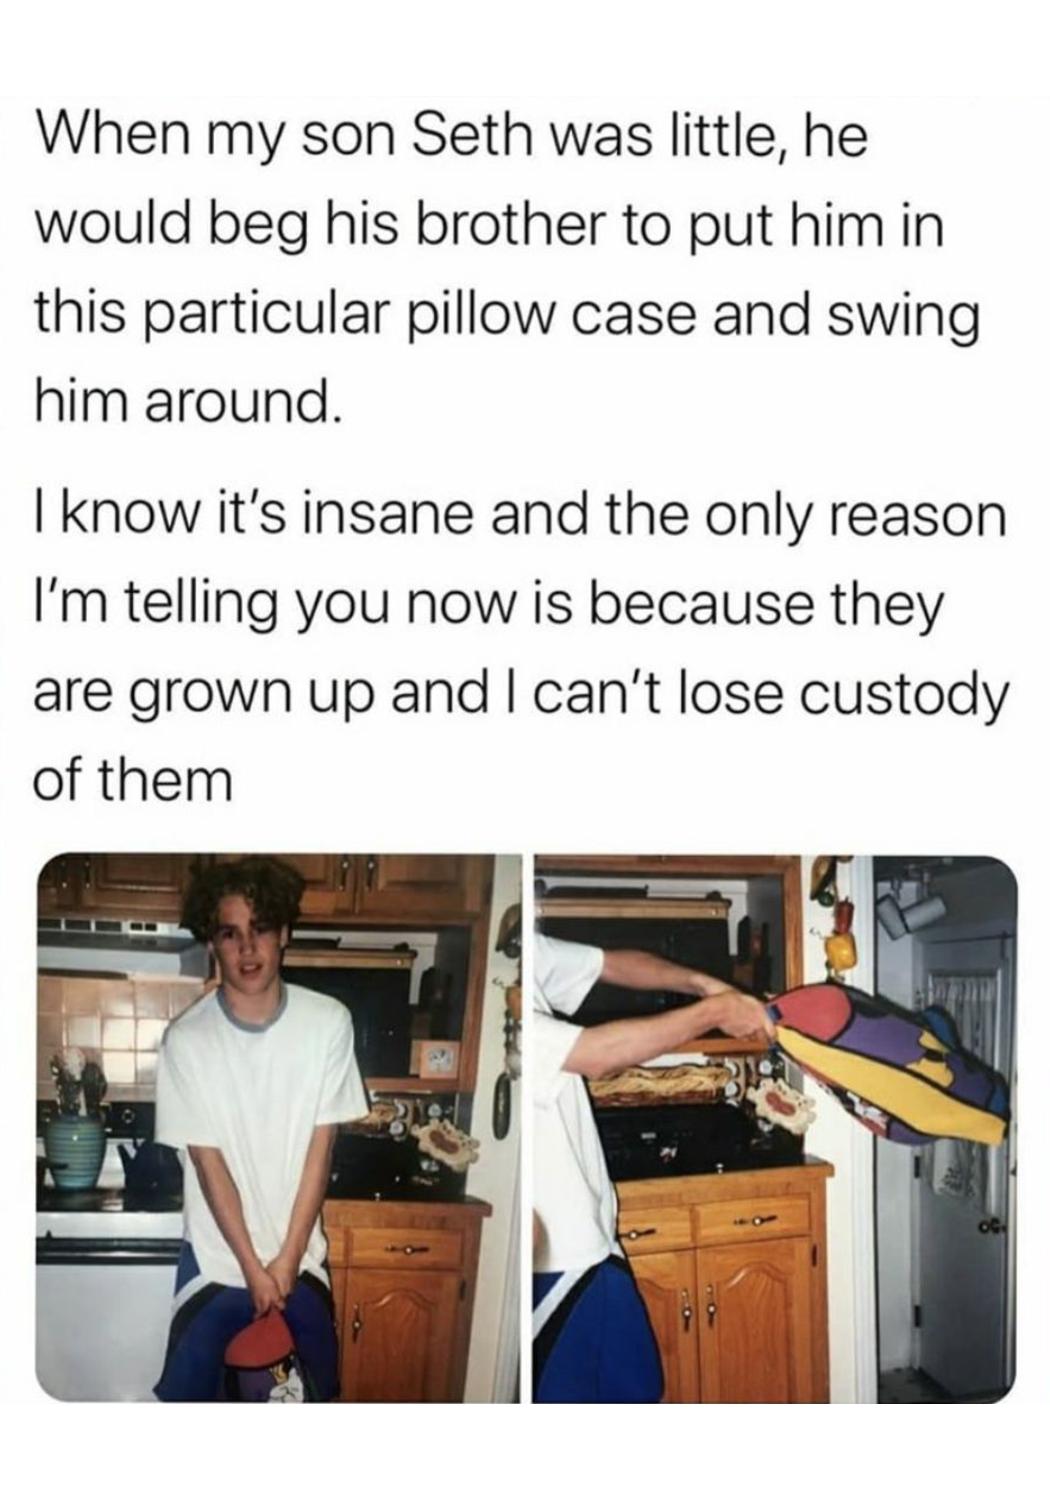 When my son Seth was little, he
would beg his brother to put him in
this particular pillow case and swing
him around.
I know it's insane and the only reason
I'm telling you now is because they
are grown up and I can't lose custody
of them